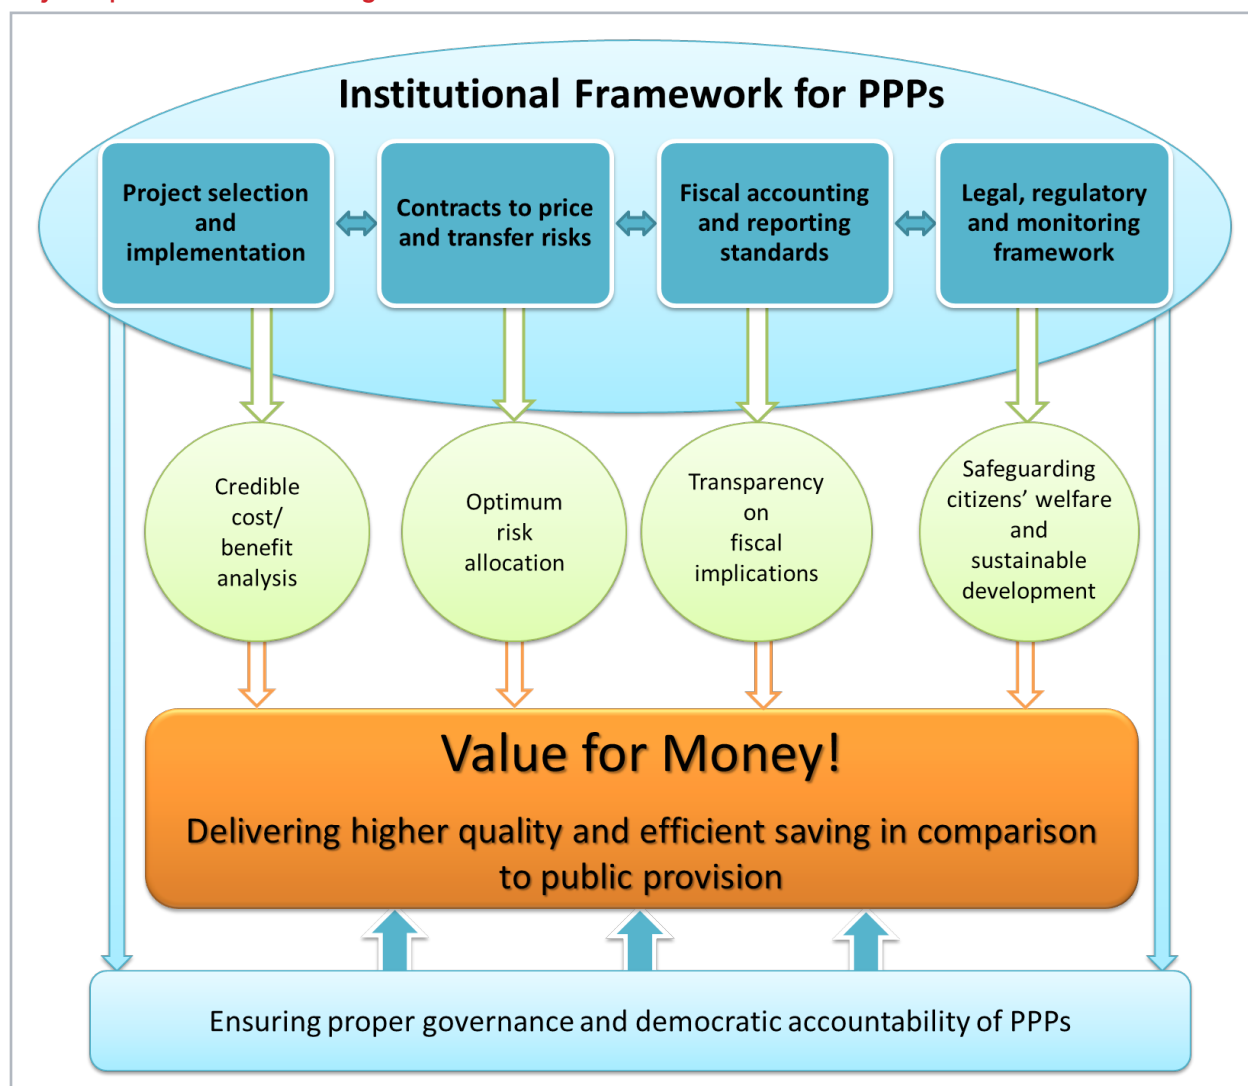 Institutional Framework for PPPs
Project selection
and
implementation
Contracts to price
and transfer risks
Fiscal accounting
and reporting
standards
Legal, regulatory
and monitoring
framework
Credible
cost/
benefit
analysis
Optimum
risk
allocation
Transparency
on
fiscal
implications
Safeguarding
citizens’ welfare
and
sustainable
development
Value for Money!
Delivering higher quality and efficient saving in comparison
to public provision
Ensuring proper governance and democratic accountability of PPPs